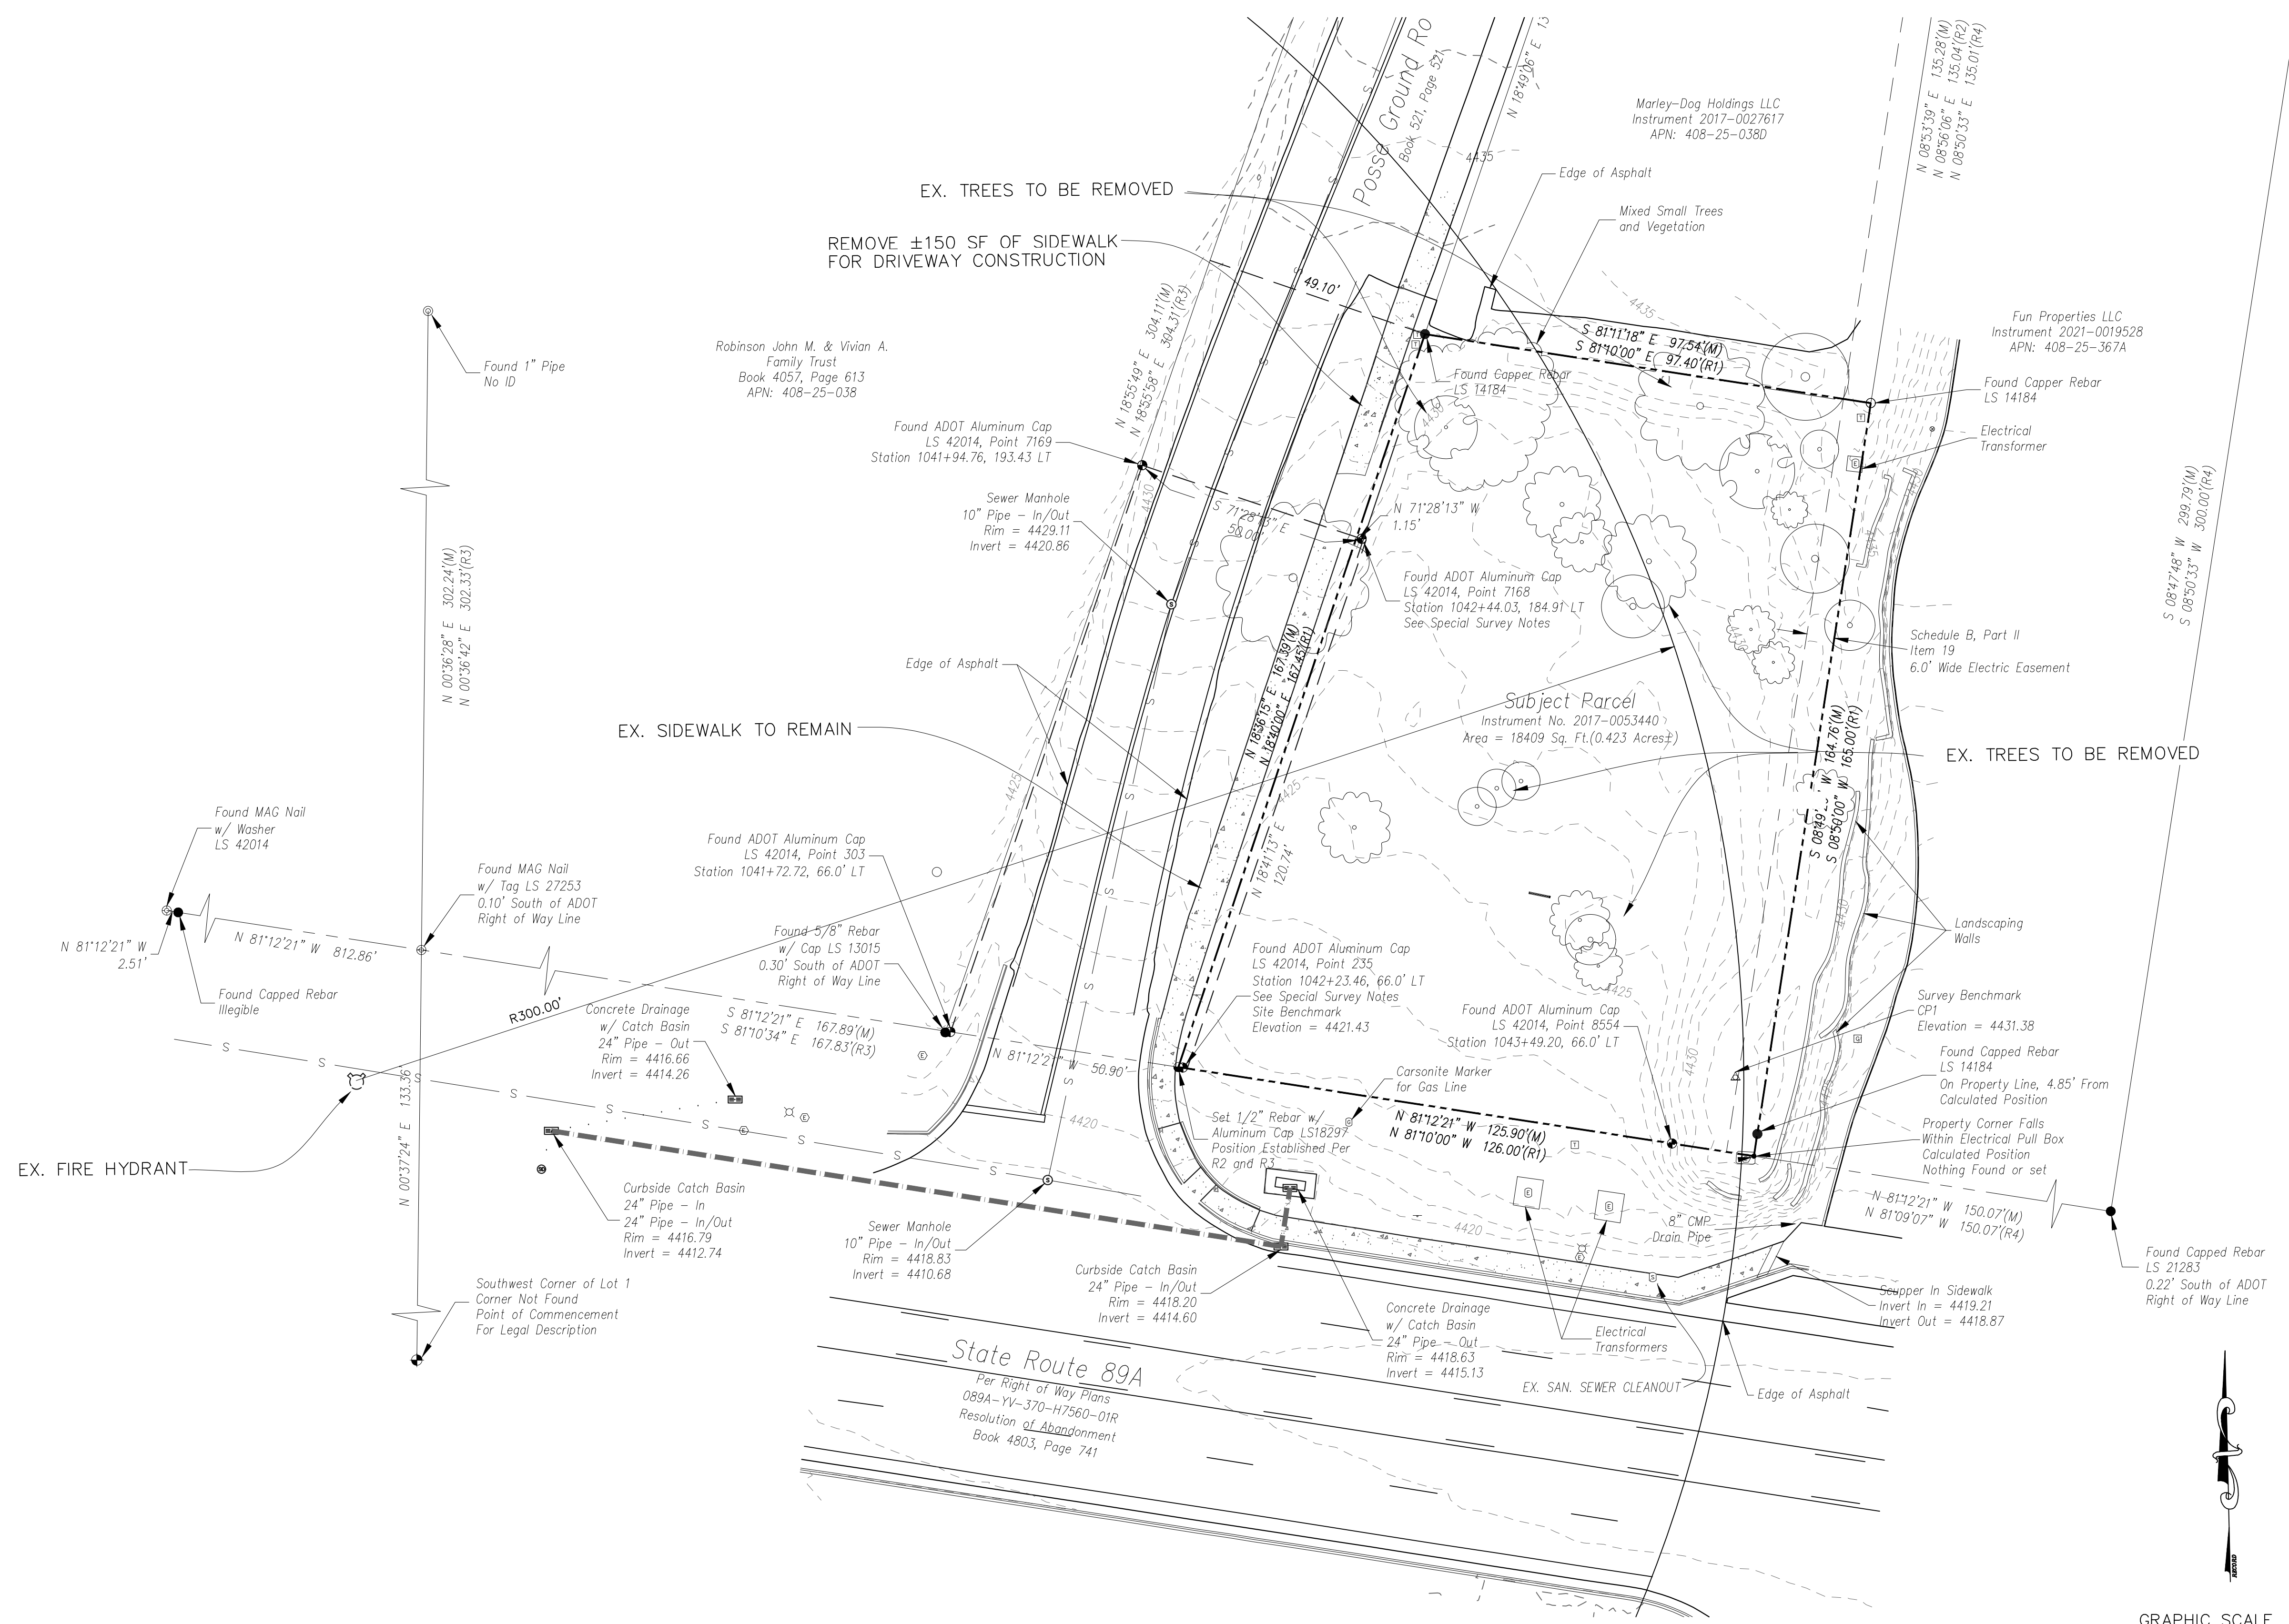 Posse Ground Ro
Book 521, Page 521
N 18°49'06" E
N 08°53'39" E 135.28'(M)
N 08°56'06" E 135.04'(R2)
N 08°50'33" E 135.01'(R4)
Marley-Dog Holdings LLC
Instrument 2017-0027617
APN: 408-25-038D
4435
Edge of Asphalt
EX. TREES TO BE REMOVED
Mixed Small Trees
and Vegetation
REMOVE ±150 SF OF SIDEWALK
FOR DRIVEWAY CONSTRUCTION
49.10'
4435
N 18°55'49" E 304.11'(M)
N 18°55'58" E 304.31'(R3)
S 81°11'18" E 97.54'(M)
S 81°10'00" E 97.40'(R1)
Fun Properties LLC
Instrument 2021-0019528
APN: 408-25-367A
Found 1" Pipe
No ID
Robinson John M. & Vivian A.
Family Trust
Book 4057, Page 613
APN: 408-25-038
Found Capper Rebar
LS 14184
Found Capper Rebar
LS 14184
4430
Found ADOT Aluminum Cap
LS 42014, Point 7169
Station 1041+94.76, 193.43 LT
Electrical
Transformer
4430
4430
Sewer Manhole
10" Pipe - In/Out
Rim = 4429.11
Invert = 4420.86
S 71°28'13" E
50.00'
N 71°28'13" W
1.15'
4435
S 08°47'48" W 299.79'(M)
S 08°50'33" W 300.00'(R4)
N 00°36'28" E 302.24'(M)
N 00°36'42" E 302.33'(R3)
Found ADOT Aluminum Cap
LS 42014, Point 7168
Station 1042+44.03, 184.91 LT
See Special Survey Notes
4430
Schedule B, Part II
Item 19
6.0' Wide Electric Easement
Edge of Asphalt
N 18°36'15" E 167.39'(M)
N 18°40'00" E 167.45'(R1)
Subject Parcel
Instrument No. 2017-0053440
Area = 18409 Sq. Ft.(0.423 Acres±)
EX. SIDEWALK TO REMAIN
EX. TREES TO BE REMOVED
S 08°49' W 164.76'(M)
S 08°50'00" W 165.00'(R1)
4425
4425
Found MAG Nail
w/ Washer
LS 42014
Found MAG Nail
w/ Tag LS 27253
0.10' South of ADOT
Right of Way Line
Found ADOT Aluminum Cap
LS 42014, Point 303
Station 1041+72.72, 66.0' LT
N 18°41'13" E
120.74'
4430
Landscaping
Walls
N 81°12'21" W
2.51'
N 81°12'21" W 812.86'
Found 5/8" Rebar
w/ Cap LS 13015
0.30' South of ADOT
Right of Way Line
Found ADOT Aluminum Cap
LS 42014, Point 235
Station 1042+23.46, 66.0' LT
See Special Survey Notes
Site Benchmark
Elevation = 4421.43
4425
Found Capped Rebar
Illegible
R300.00'
Concrete Drainage
w/ Catch Basin
24" Pipe - Out
Rim = 4416.66
Invert = 4414.26
S 81°12'21" E 167.89'(M)
S 81°10'34" E 167.83'(R3)
Found ADOT Aluminum Cap
LS 42014, Point 8554
Station 1043+49.20, 66.0' LT
Survey Benchmark
CP1
Elevation = 4431.38
N 81°12'21" W 50.90'
4430
4425
Found Capped Rebar
LS 14184
On Property Line, 4.85' From
Calculated Position
Carsonite Marker
for Gas Line
4420
N 81°12'21" W 125.90'(M)
N 81°10'00" W 126.00'(R1)
Set 1/2" Rebar w/
Aluminum Cap LS18297
Position Established Per
R2 and R3
Property Corner Falls
Within Electrical Pull Box
Calculated Position
Nothing Found or set
EX. FIRE HYDRANT
N 00°37'24" E 133.36'
Curbside Catch Basin
24" Pipe - In
24" Pipe - In/Out
Rim = 4416.79
Invert = 4412.74
Sewer Manhole
10" Pipe - In/Out
Rim = 4418.83
Invert = 4410.68
4420
8" CMP
Drain Pipe
N 81°12'21" W 150.07'(M)
N 81°09'07" W 150.07'(R4)
Found Capped Rebar
LS 21283
0.22' South of ADOT
Right of Way Line
Southwest Corner of Lot 1
Corner Not Found
Point of Commencement
For Legal Description
Curbside Catch Basin
24" Pipe - In/Out
Rim = 4418.20
Invert = 4414.60
Concrete Drainage
w/ Catch Basin
24" Pipe - Out
Rim = 4418.63
Invert = 4415.13
Electrical
Transformers
Scupper In Sidewalk
Invert In = 4419.21
Invert Out = 4418.87
EX. SAN. SEWER CLEANOUT
Edge of Asphalt
State Route 89A
Per Right of Way Plans
089A-YV-370-H7560-01R
Resolution of Abandonment
Book 4803, Page 741
RECORD
GRAPHIC SCALE